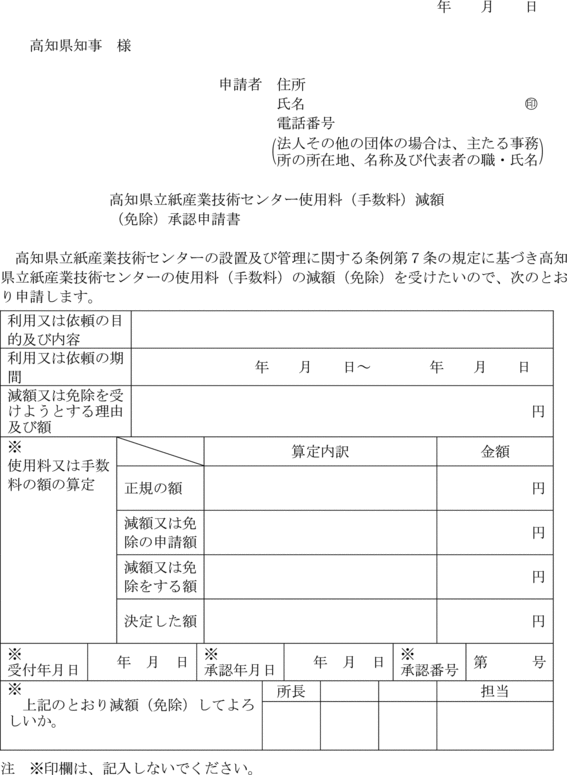 年　　月　　日
高知県知事　様
申請者　住所
氏名　㊞
電話番号
(法人その他の団体の場合は、主たる事務
所の所在地、名称及び代表者の職・氏名)
高知県立紙産業技術センター使用料（手数料）減額
（免除）承認申請書
高知県立紙産業技術センターの設置及び管理に関する条例第７条の規定に基づき高知
県立紙産業技術センターの使用料（手数料）の減額（免除）を受けたいので、次のとお
り申請します。
利用又は依頼の目
的及び内容
利用又は依頼の期
間
年　　月　　日～　　　　年　　月　　日
減額又は免除を受
けようとする理由
及び額
円
※
使用料又は手数
料の額の算定
算定内訳　金額
正規の額　円
減額又は免
除の申請額
円
減額又は免
除をする額
円
決定した額　円
※
受付年月日
年　月　日
※
承認年月日
年　月　日
※
承認番号
第　　　号
※
上記のとおり減額（免除）してよろ
しいか。
所長　担当
注　※印欄は、記入しないでください。